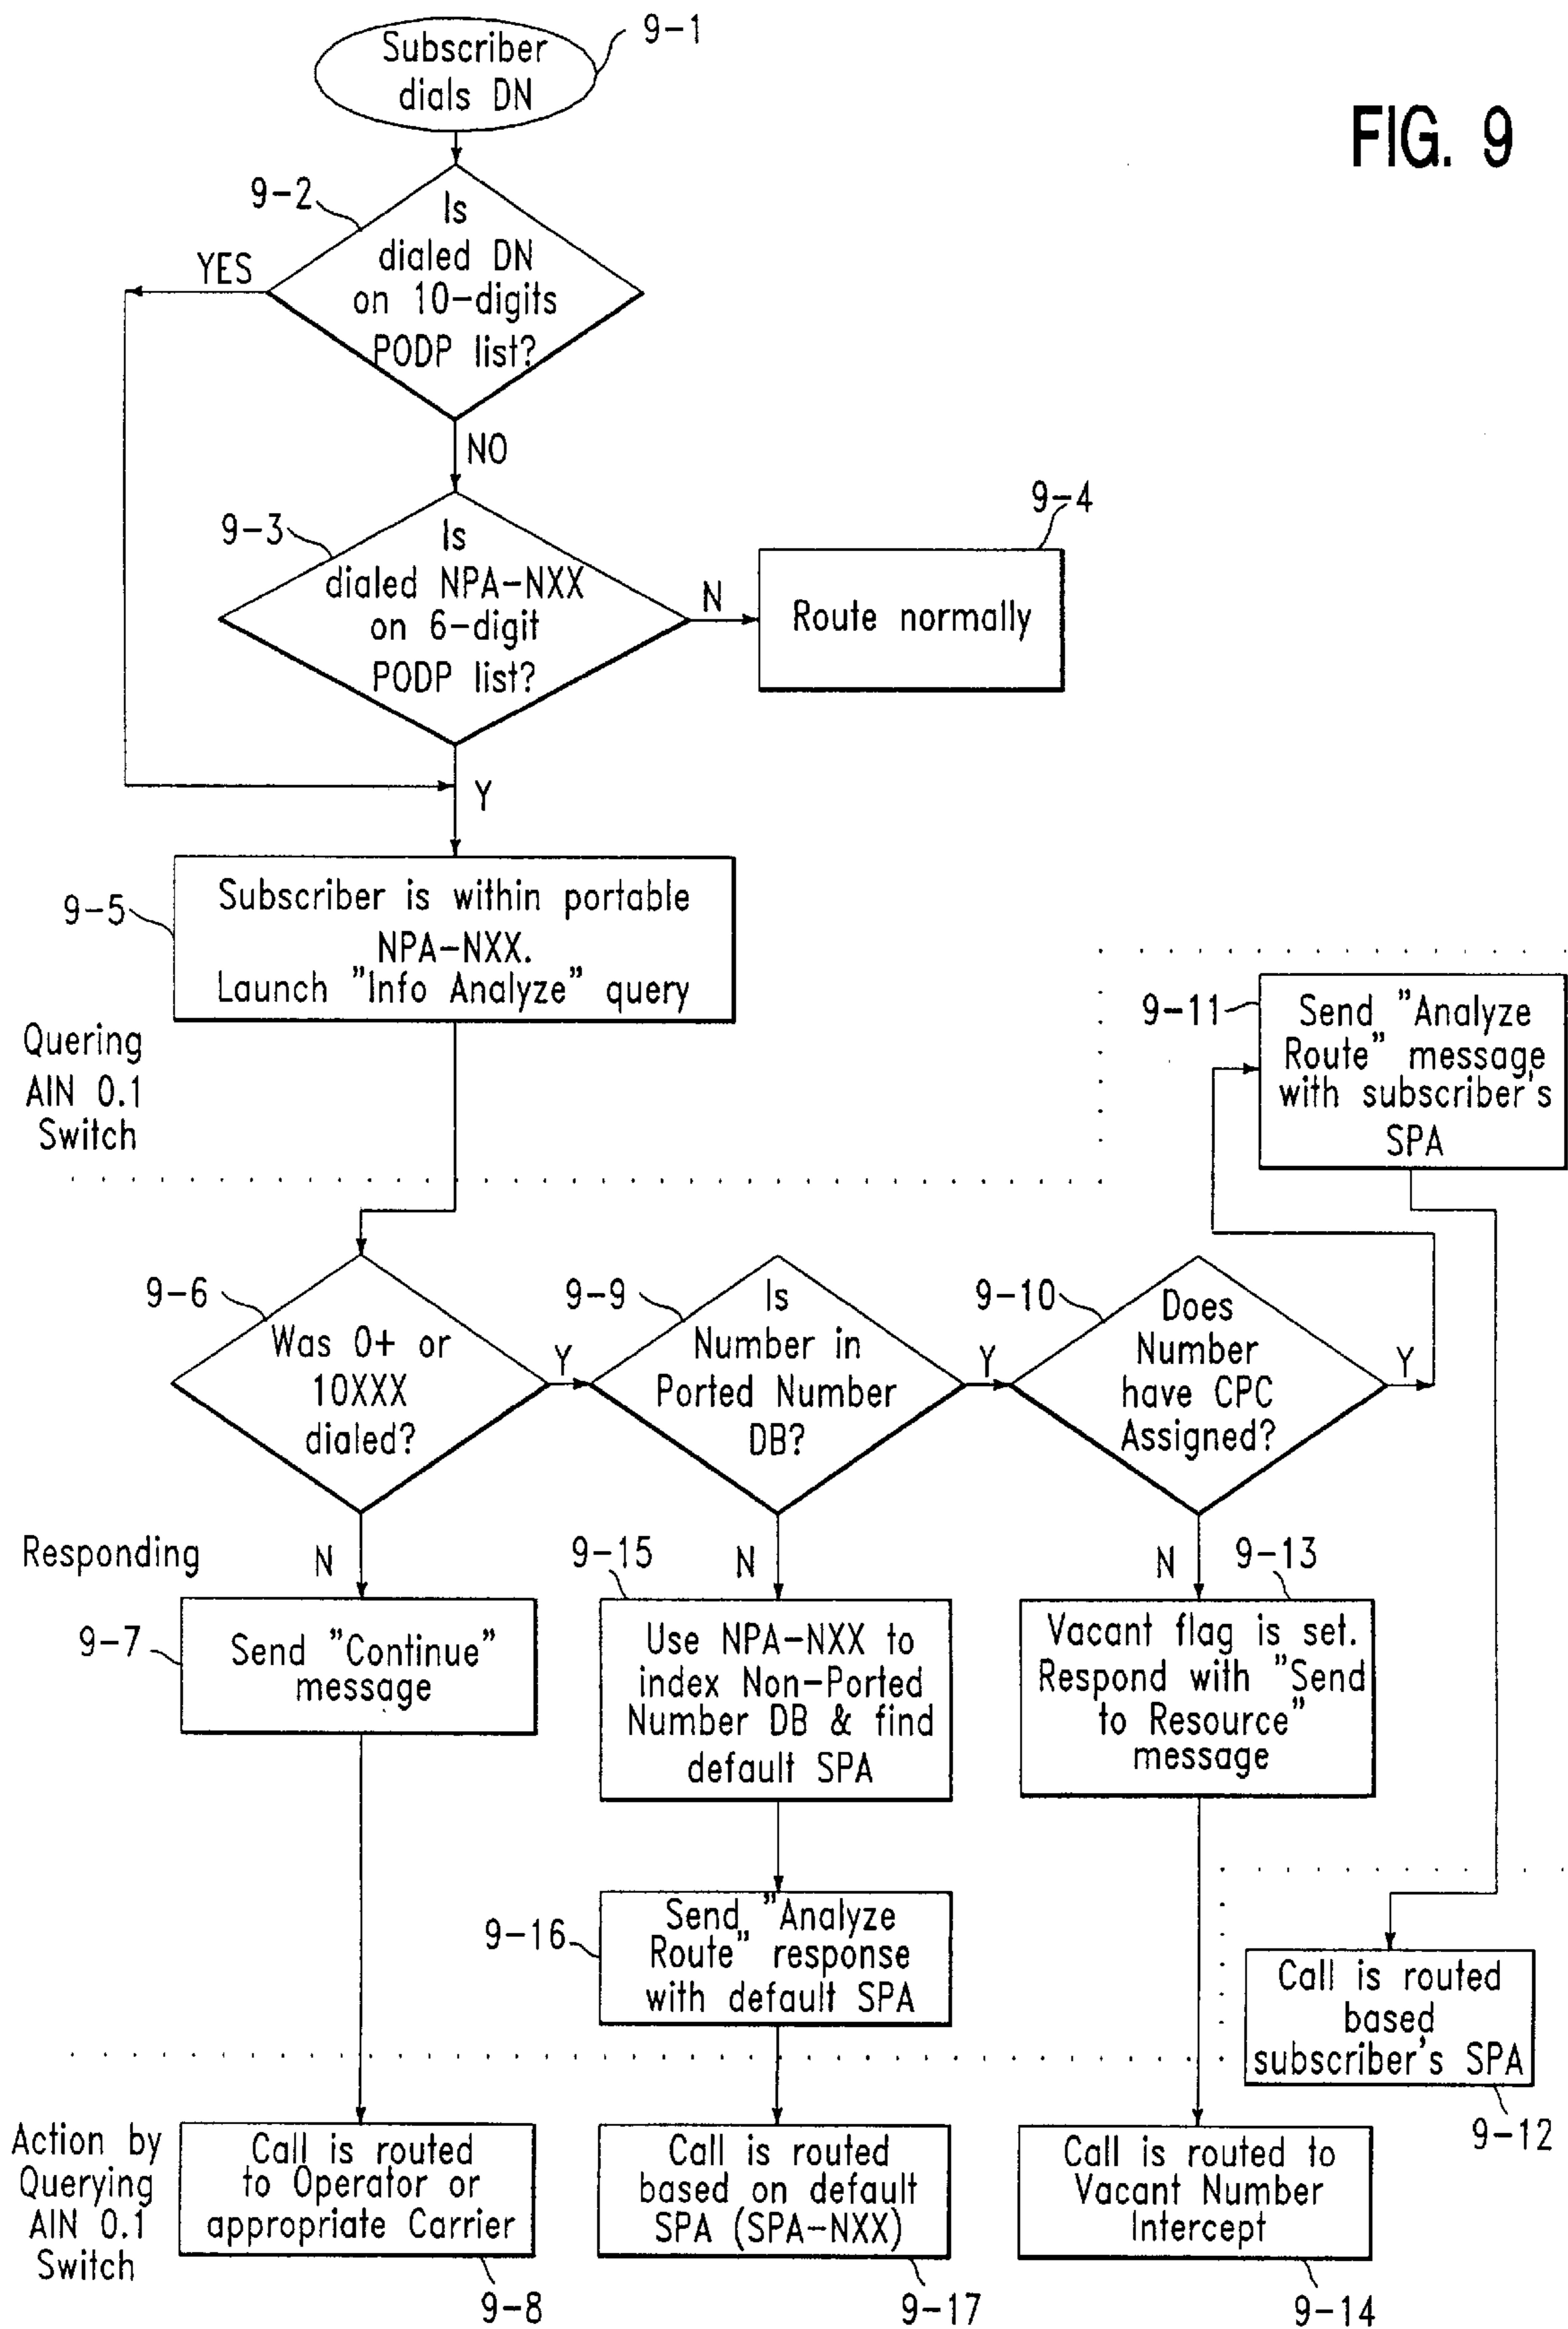 FIG. 9
9-1
Subscriber
dials DN
9-2
Is
dialed DN
on 10-digits
PODP list?
YES
NO
9-3
Is
dialed NPA-NXX
on 6-digit
PODP list?
N
9-4
Route normally
Y
9-5
Subscriber is within portable
NPA-NXX.
Launch "Info Analyze" query
Quering
AIN 0.1
Switch
9-11
Send "Analyze
Route" message
with subscriber's
SPA
9-6
Was 0+ or
10XXX
dialed?
Y
9-9
Is
Number in
Ported Number
DB?
Y
9-10
Does
Number
have CPC
Assigned?
Y
Responding
N
9-7
Send "Continue"
message
9-15
N
Use NPA-NXX to
index Non-Ported
Number DB & find
default SPA
N
9-13
Vacant flag is set.
Respond with "Send
to Resource"
message
9-16
Send "Analyze
Route" response
with default SPA
Call is routed
based
subscriber's SPA
9-12
Action by
Querying
AIN 0.1
Switch
Call is routed
to Operator or
appropriate Carrier
9-8
Call is routed
based on default
SPA (SPA-NXX)
9-17
Call is routed to
Vacant Number
Intercept
9-14